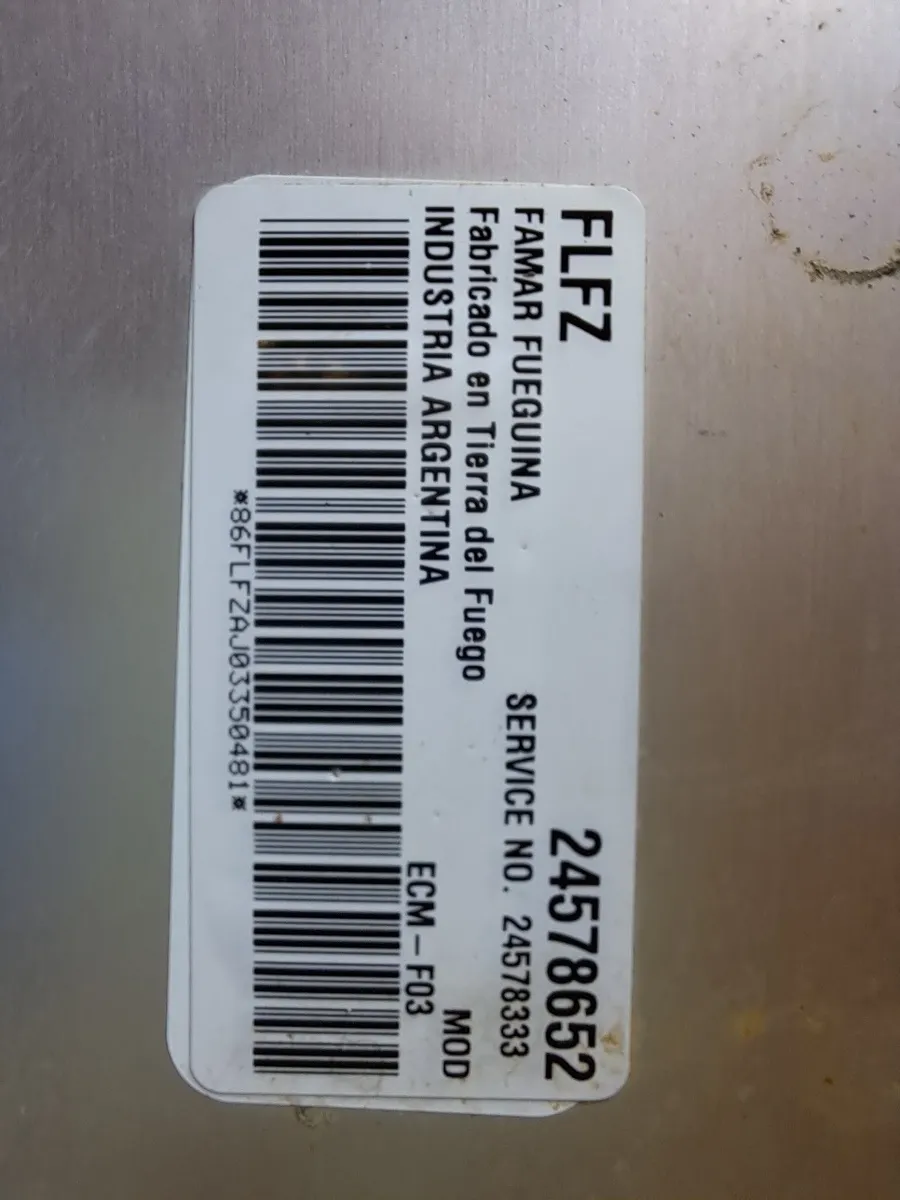 FLFZ 24578652
FAMAR FUEGUINA SERVICE NO. 24578333
Fabricado en Tierra del Fuego MOD
INDUSTRIA ARGENTINA ECM-F03
*86FLFZAJ03350481*